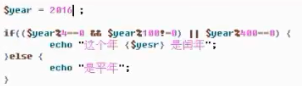 $year = 2016 ;
if(($year%4==0 && $year%100!=0) || $year%400==0) {
echo "这个年 {$yesr} 是闰年";
}else {
echo "是平年";
}